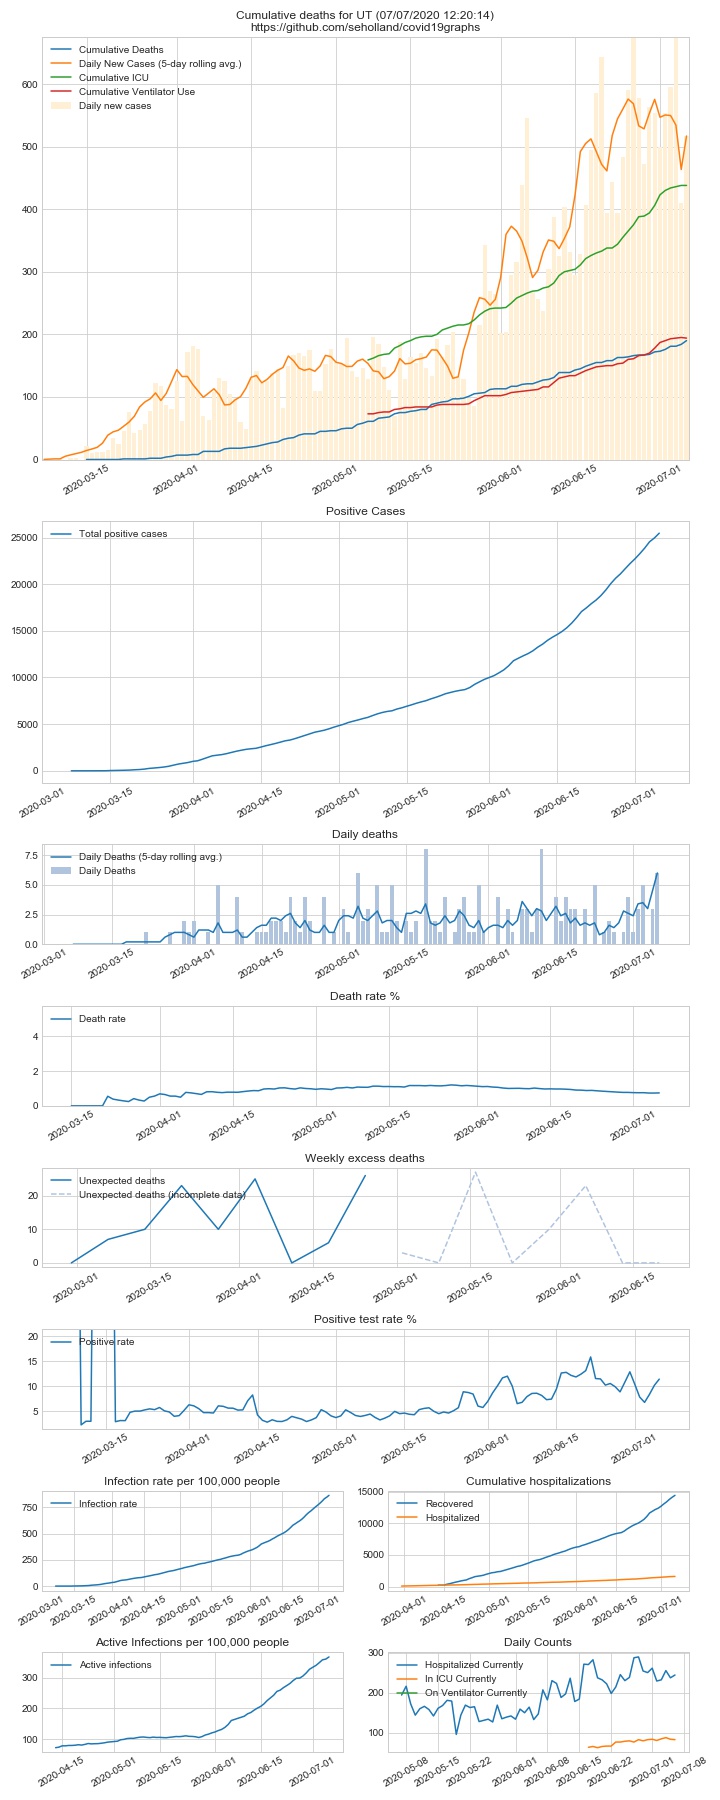 Cumulative deaths for UT (07/07/2020 12:20:14)
https://github.com/seholland/covid19graphs
Cumulative Deaths
Daily New Cases (5-day rolling avg.)
Cumulative ICU
Cumulative Ventilator Use
Daily new cases
600
500
400
300
200
100
0
2020-03-15 2020-04-01 2020-04-15 2020-05-01 2020-05-15 2020-06-01 2020-06-15 2020-07-01
Positive Cases
Total positive cases
25000
20000
15000
10000
5000
0
2020-03-01 2020-03-15 2020-04-01 2020-04-15 2020-05-01 2020-05-15 2020-06-01 2020-06-15 2020-07-01
Daily deaths
Daily Deaths (5-day rolling avg.)
Daily Deaths
7.5
5.0
2.5
0.0
2020-03-01 2020-03-15 2020-04-01 2020-04-15 2020-05-01 2020-05-15 2020-06-01 2020-06-15 2020-07-01
Death rate %
Death rate
4
2
0
2020-03-15 2020-04-01 2020-04-15 2020-05-01 2020-05-15 2020-06-01 2020-06-15 2020-07-01
Weekly excess deaths
Unexpected deaths
Unexpected deaths (incomplete data)
20
10
0
2020-03-01 2020-03-15 2020-04-01 2020-04-15 2020-05-01 2020-05-15 2020-06-01 2020-06-15
Positive test rate %
Positive rate
20
15
10
5
2020-03-15 2020-04-01 2020-04-15 2020-05-01 2020-05-15 2020-06-01 2020-06-15 2020-07-01
Infection rate per 100,000 people
Infection rate
750
500
250
0
2020-03-01 2020-03-15 2020-04-01 2020-04-15 2020-05-01 2020-05-15 2020-06-01 2020-06-15 2020-07-01
Cumulative hospitalizations
Recovered
Hospitalized
15000
10000
5000
0
2020-04-01 2020-04-15 2020-05-01 2020-05-15 2020-06-01 2020-06-15 2020-07-01
Active Infections per 100,000 people
Active infections
300
200
100
2020-04-15 2020-05-01 2020-05-15 2020-06-01 2020-06-15 2020-07-01
Daily Counts
Hospitalized Currently
In ICU Currently
On Ventilator Currently
300
200
100
2020-05-08 2020-05-15 2020-05-22 2020-06-01 2020-06-08 2020-06-15 2020-06-22 2020-07-01 2020-07-08